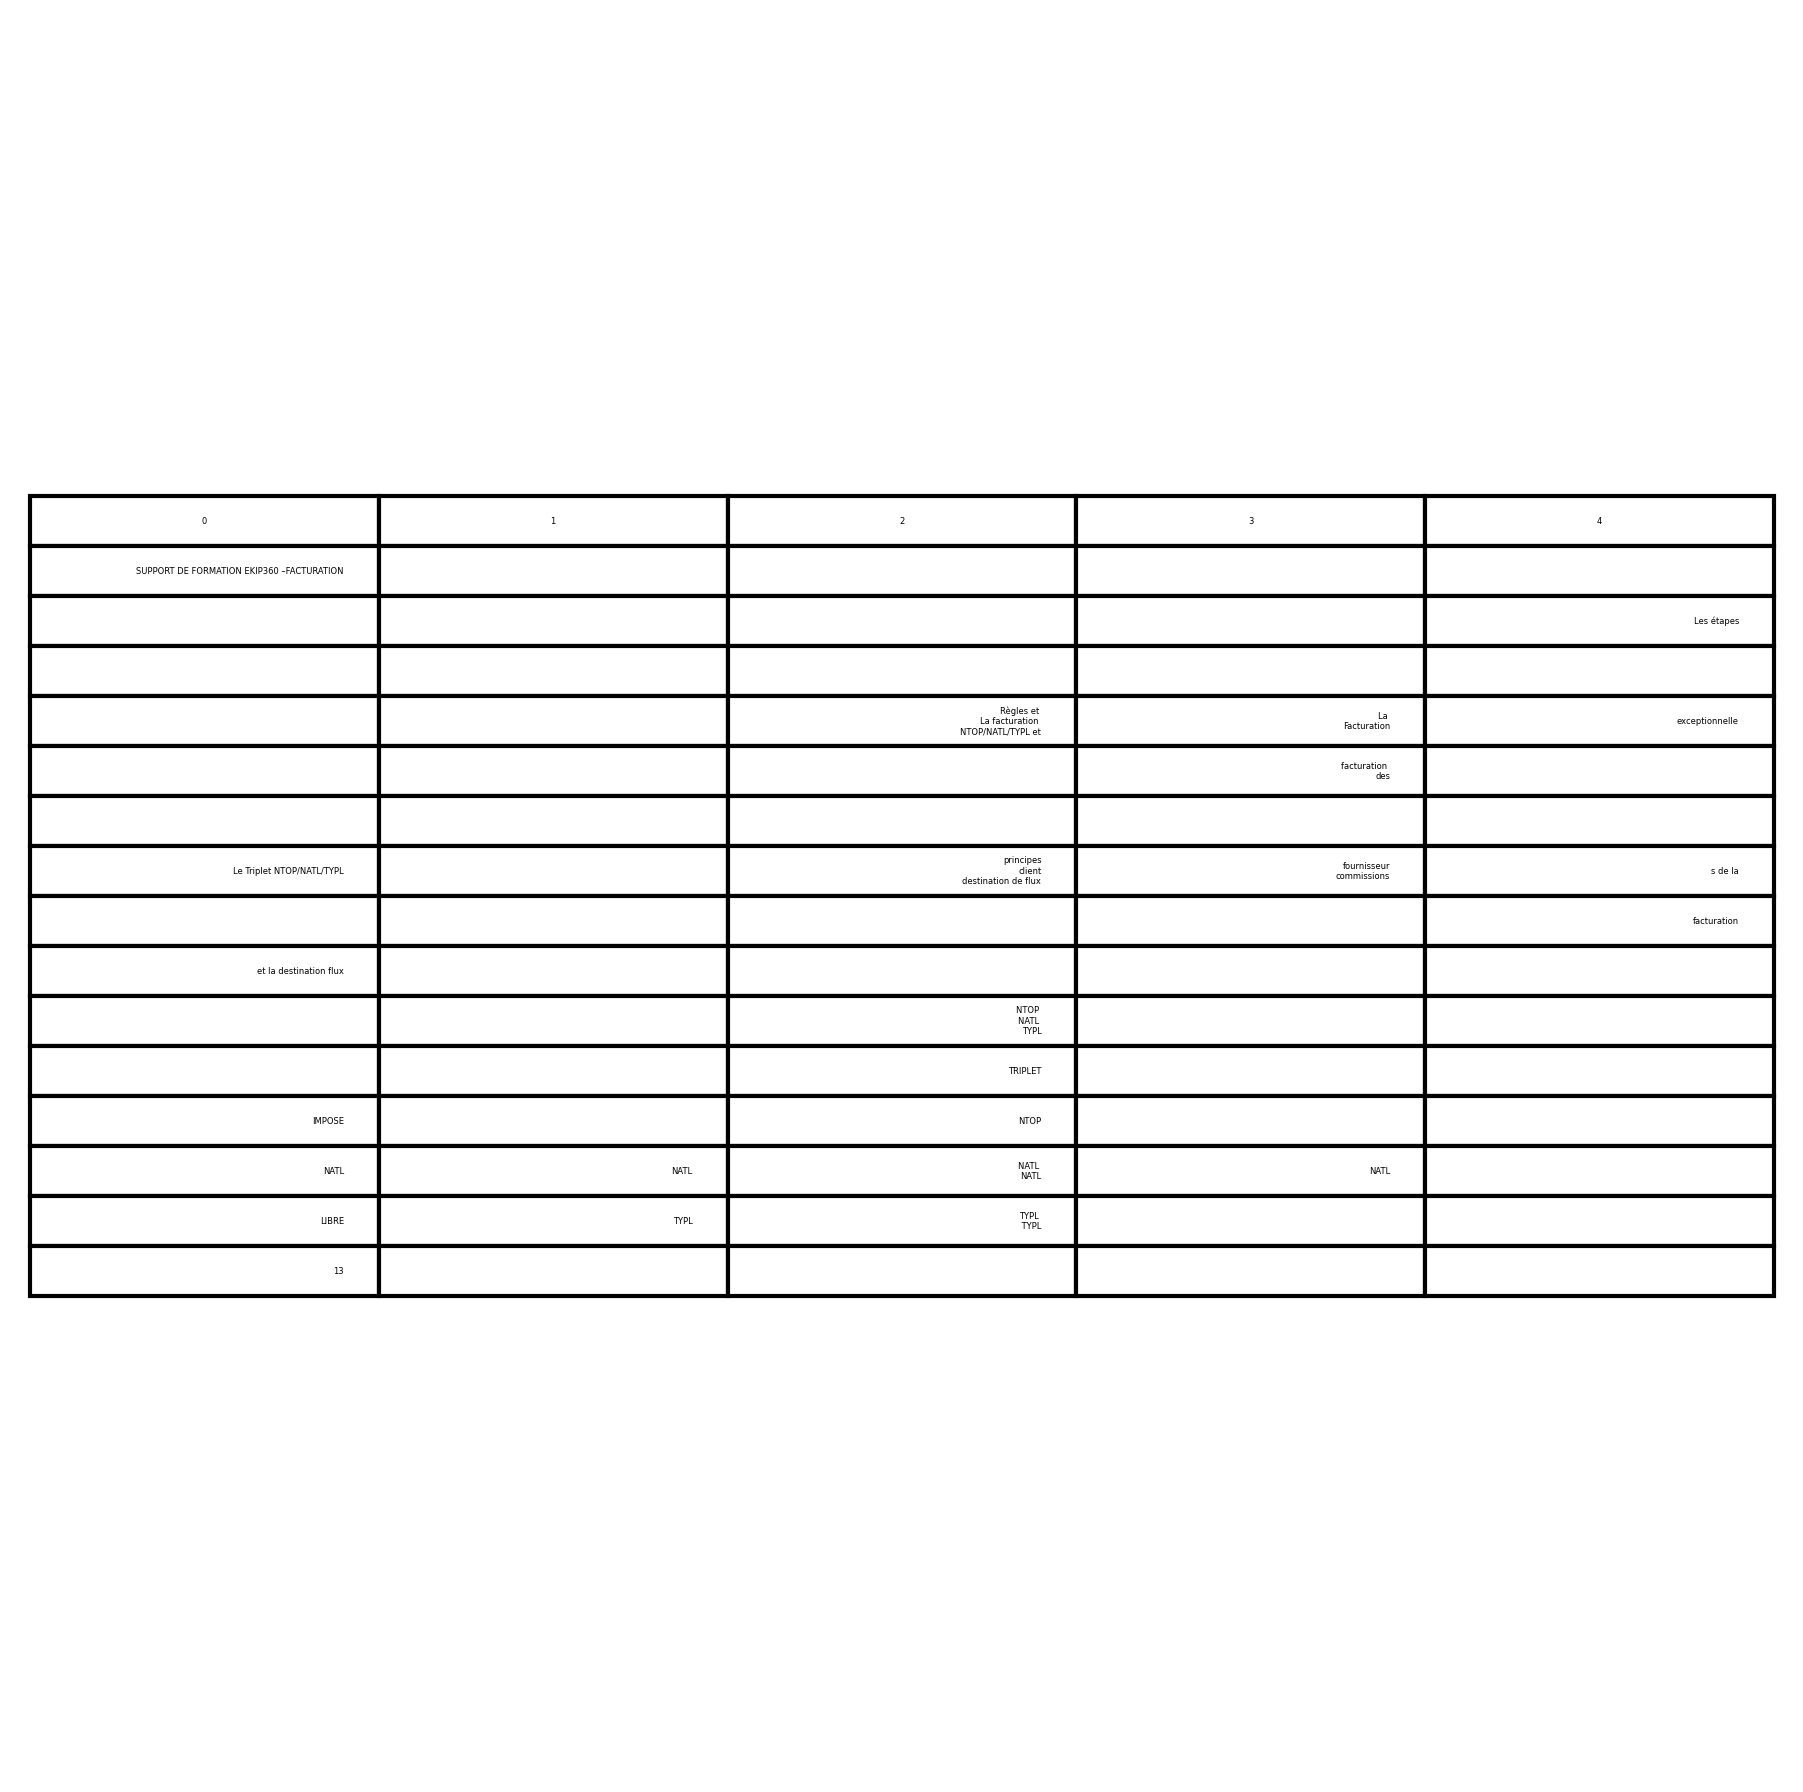 0 1 2 3 4
SUPPORT DE FORMATION EKIP360 –FACTURATION
Les étapes
Règles et
La facturation
NTOP/NATL/TYPL et
La
Facturation
exceptionnelle
facturation
des
Le Triplet NTOP/NATL/TYPL
principes
client
destination de flux
fournisseur
commissions
s de la
facturation
et la destination flux
NTOP
NATL
TYPL
TRIPLET
IMPOSE
NTOP
NATL
NATL
NATL
NATL
NATL
LIBRE
TYPL
TYPL
TYPL
13